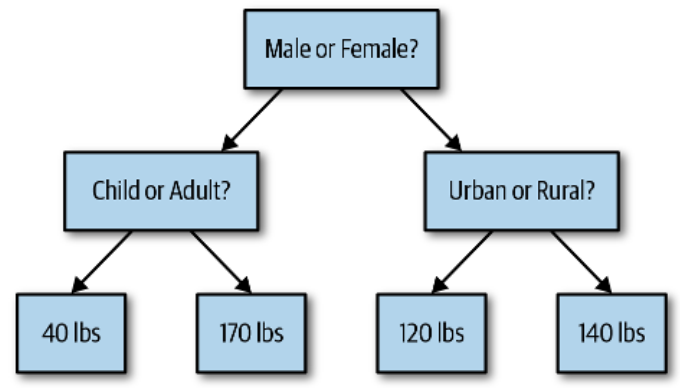 Male or Female?
Child or Adult?
Urban or Rural?
40 lbs
170 lbs
120 lbs
140 lbs